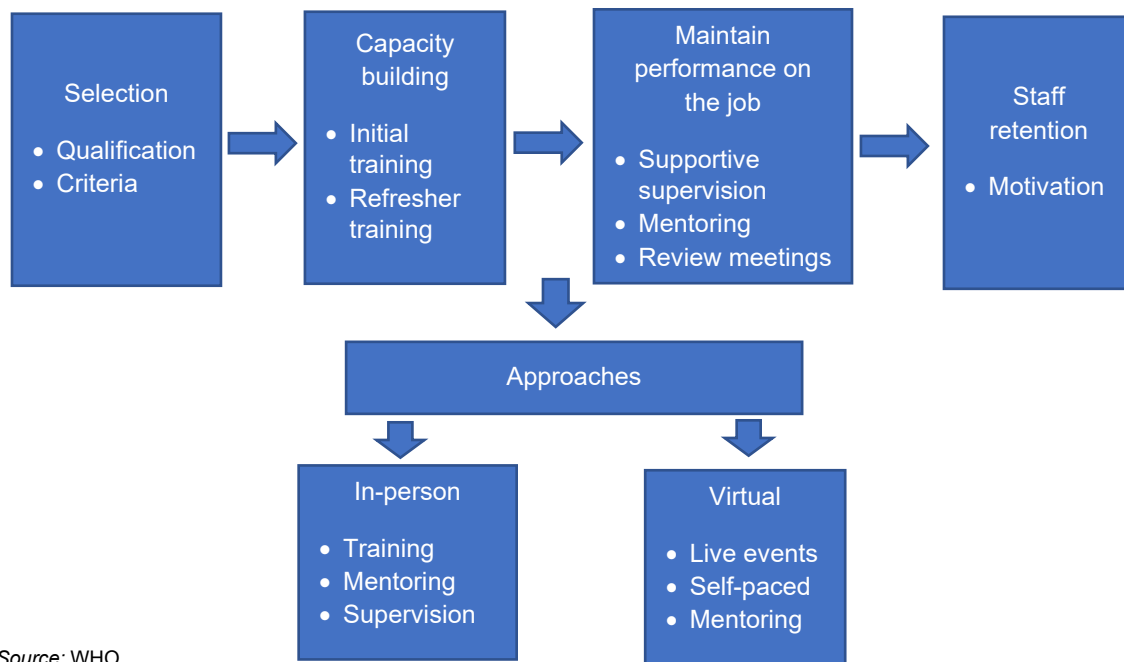 Selection
• Qualification
• Criteria
Capacity
building
• Initial
training
• Refresher
training
Maintain
performance on
the job
• Supportive
supervision
• Mentoring
• Review meetings
Staff
retention
• Motivation
Approaches
In-person
• Training
• Mentoring
• Supervision
Virtual
• Live events
• Self-paced
• Mentoring
Source: WHO